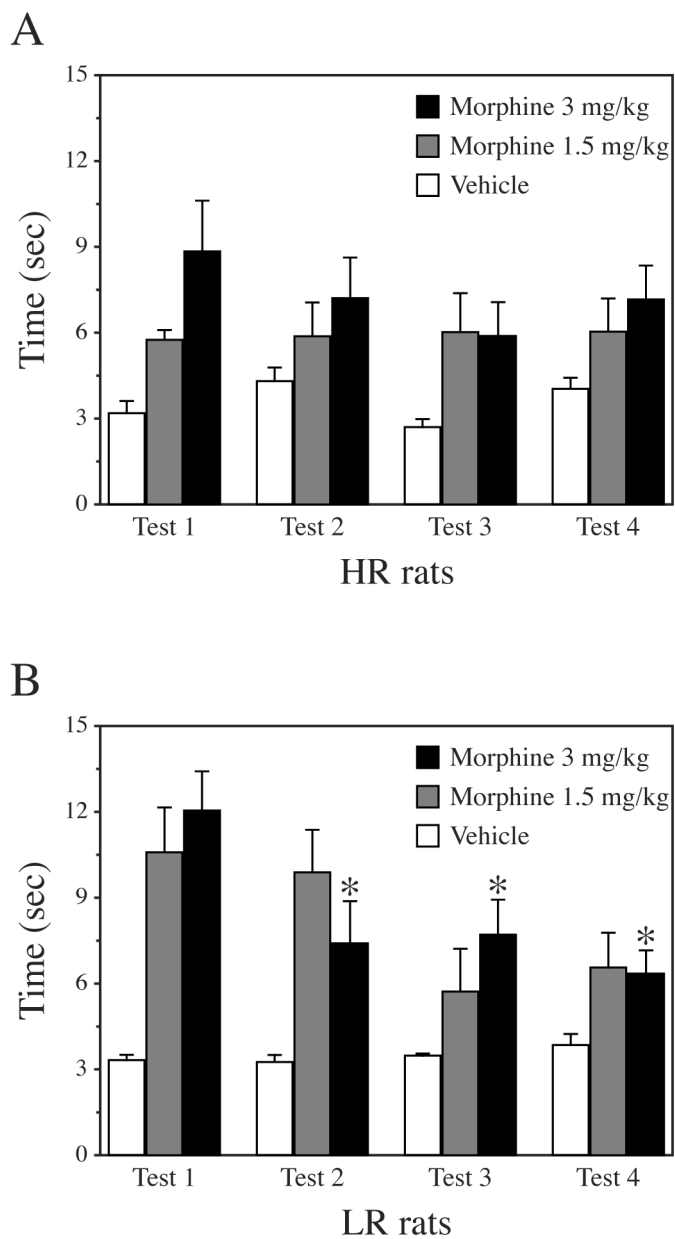 A
15
12
9
6
3
0
Time (sec)
Morphine 3 mg/kg
Morphine 1.5 mg/kg
Vehicle
Test 1 Test 2 Test 3 Test 4
HR rats
B
15
12
9
6
3
0
Time (sec)
Morphine 3 mg/kg
Morphine 1.5 mg/kg
Vehicle
* * *
Test 1 Test 2 Test 3 Test 4
LR rats